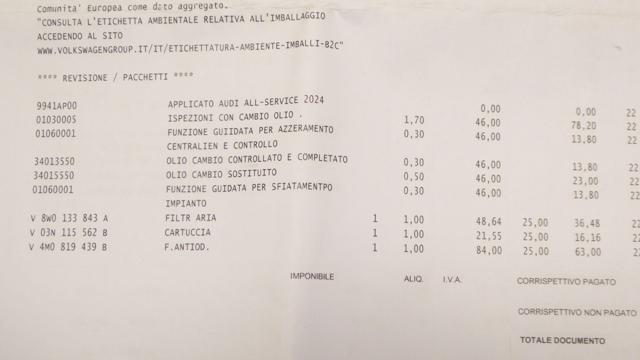 Comunita' Europea come dato aggregato.
"CONSULTA L'ETICHETTA AMBIENTALE RELATIVA ALL'IMBALLAGGIO
ACCEDENDO AL SITO
WWW.VOLKSWAGENGROUP.IT/IT/ETICHETTATURA-AMBIENTE-IMBALLI-B2C"
**** REVISIONE / PACCHETTI ****
9941AP00 APPLICATO AUDI ALL-SERVICE 2024 0,00 0,00 22
01030005 ISPEZIONI CON CAMBIO OLIO . 1,70 46,00 78,20 22
01060001 FUNZIONE GUIIDATA PER AZZERAMENTO 0,30 46,00 13,80 22
CENTRALIEN E CONTROLLO
34013550 OLIO CAMBIO CONTROLLATO E COMPLETATO 0,30 46,00 13,80 22
34015550 OLIO CAMBIO SOSTITUITO 0,50 46,00 23,00 22
01060001 FUNZIONE GUIDATA PER SFIATAMENTPO 0,30 46,00 13,80 22
IMPIANTO
V 8W0 133 843 A FILTR ARIA 1 1,00 48,64 25,00 36,48 22
V 03N 115 562 B CARTUCCIA 1 1,00 21,55 25,00 16,16 22
V 4M0 819 439 B F.ANTIOD. 1 1,00 84,00 25,00 63,00 22
IMPONIBILE ALIQ. I.V.A. CORRISPETTIVO PAGATO
CORRISPETTIVO NON PAGATO
TOTALE DOCUMENTO